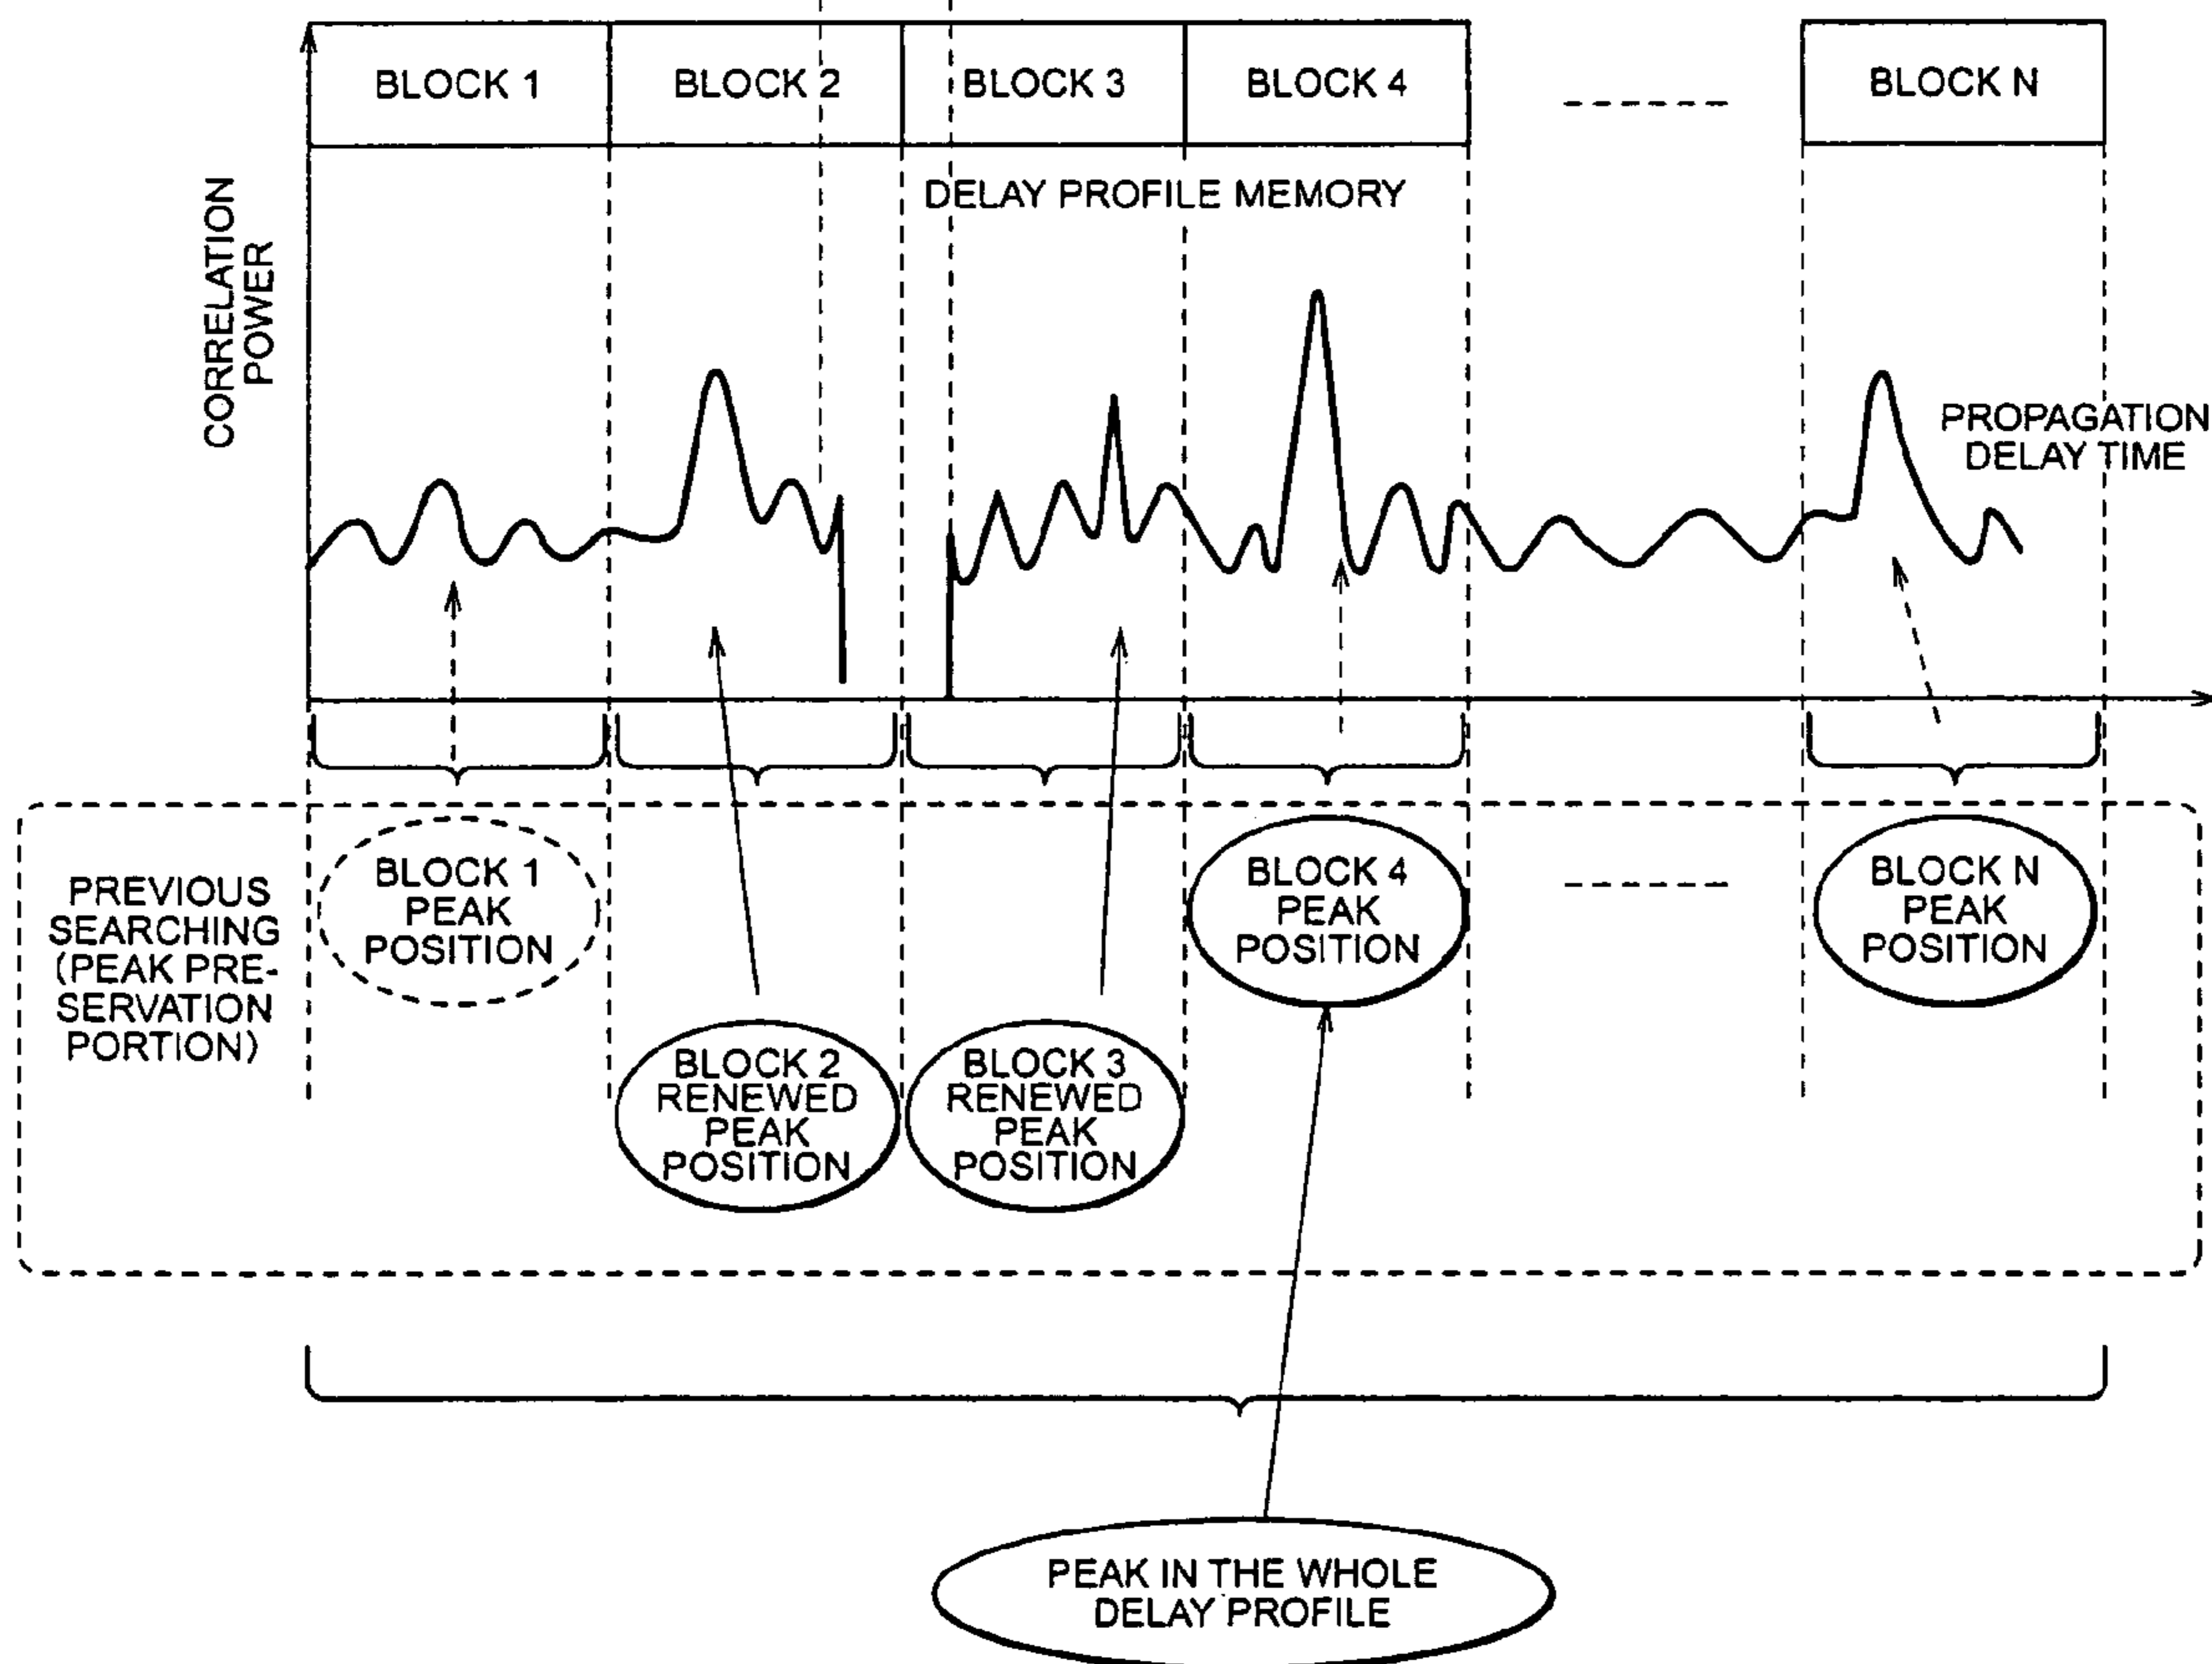 BLOCK 1
BLOCK 2
BLOCK 3
BLOCK 4
BLOCK N
DELAY PROFILE MEMORY
CORRELATION
POWER
PROPAGATION
DELAY TIME
PREVIOUS
SEARCHING
(PEAK PRE-
SERVATION
PORTION)
BLOCK 1
PEAK
POSITION
BLOCK 4
PEAK
POSITION
BLOCK N
PEAK
POSITION
BLOCK 2
RENEWED
PEAK
POSITION
BLOCK 3
RENEWED
PEAK
POSITION
PEAK IN THE WHOLE
DELAY PROFILE